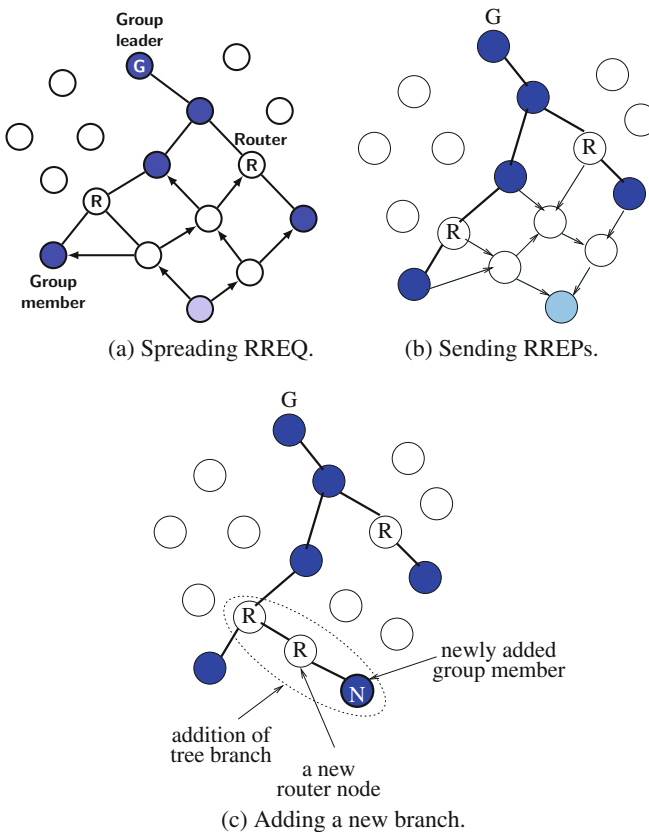 Group
leader
G
Router
R
R
Group
member
(a) Spreading RREQ.
G
R
R
(b) Sending RREPs.
G
R
R
R
N
newly added
group member
addition of
tree branch
a new
router node
(c) Adding a new branch.